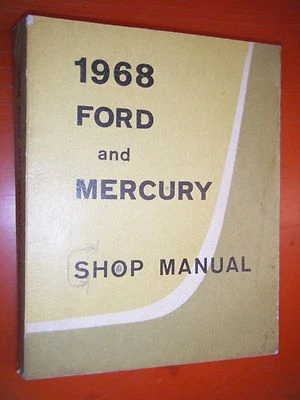 1968
FORD
and
MERCURY
SHOP MANUAL